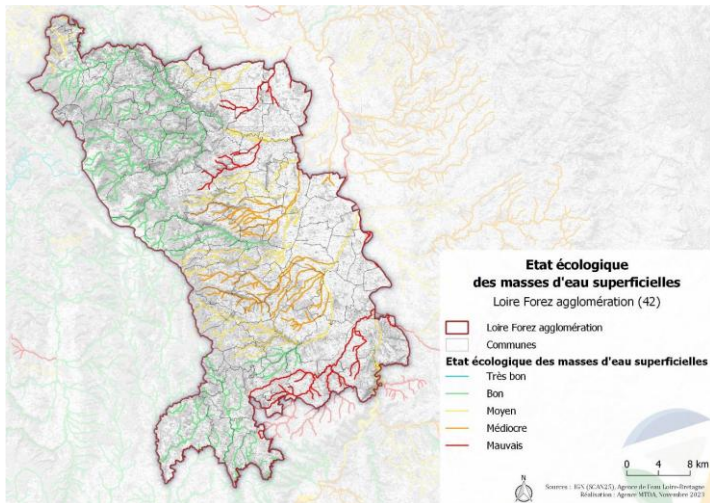 Etat écologique
des masses d'eau superficielles
Loire Forez agglomération (42)
Loire Forez agglomération
Communes
Etat écologique des masses d'eau superficielles
Très bon
Bon
Moyen
Médiocre
Mauvais
N
0 4 8 km
Sources : IGN (SCAN25), Agence de l'eau Loire-Bretagne
Réalisation : Agence MTDA, Novembre 2023